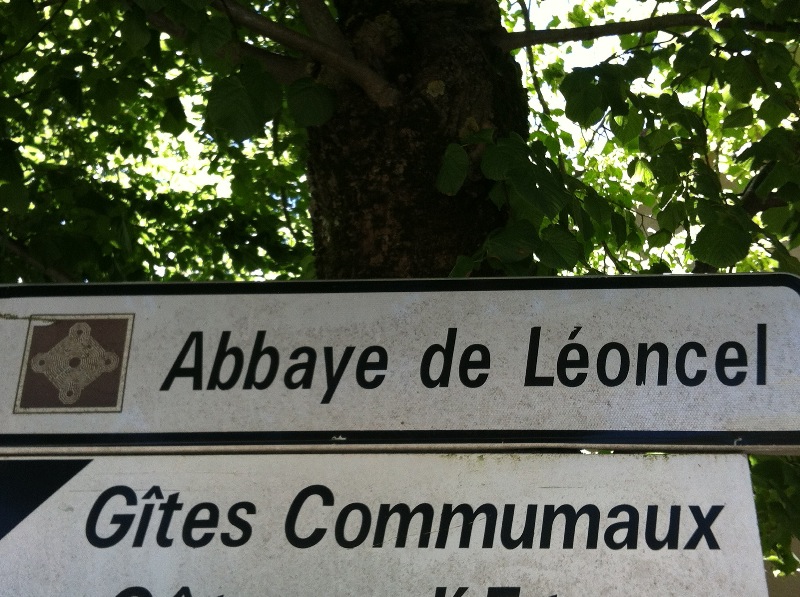 Abbaye de Léoncel
Gîtes Commumaux